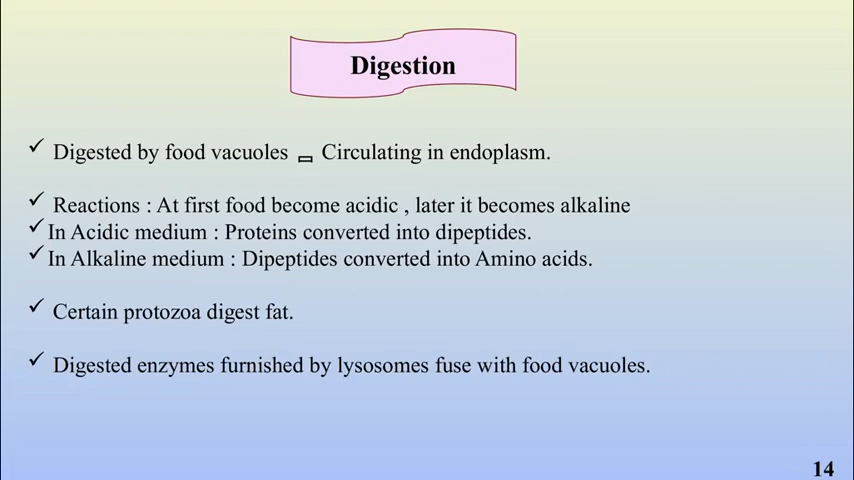 Digestion
✓ Digested by food vacuoles ▭ Circulating in endoplasm.
✓ Reactions : At first food become acidic , later it becomes alkaline
✓ In Acidic medium : Proteins converted into dipeptides.
✓ In Alkaline medium : Dipeptides converted into Amino acids.
✓ Certain protozoa digest fat.
✓ Digested enzymes furnished by lysosomes fuse with food vacuoles.
14